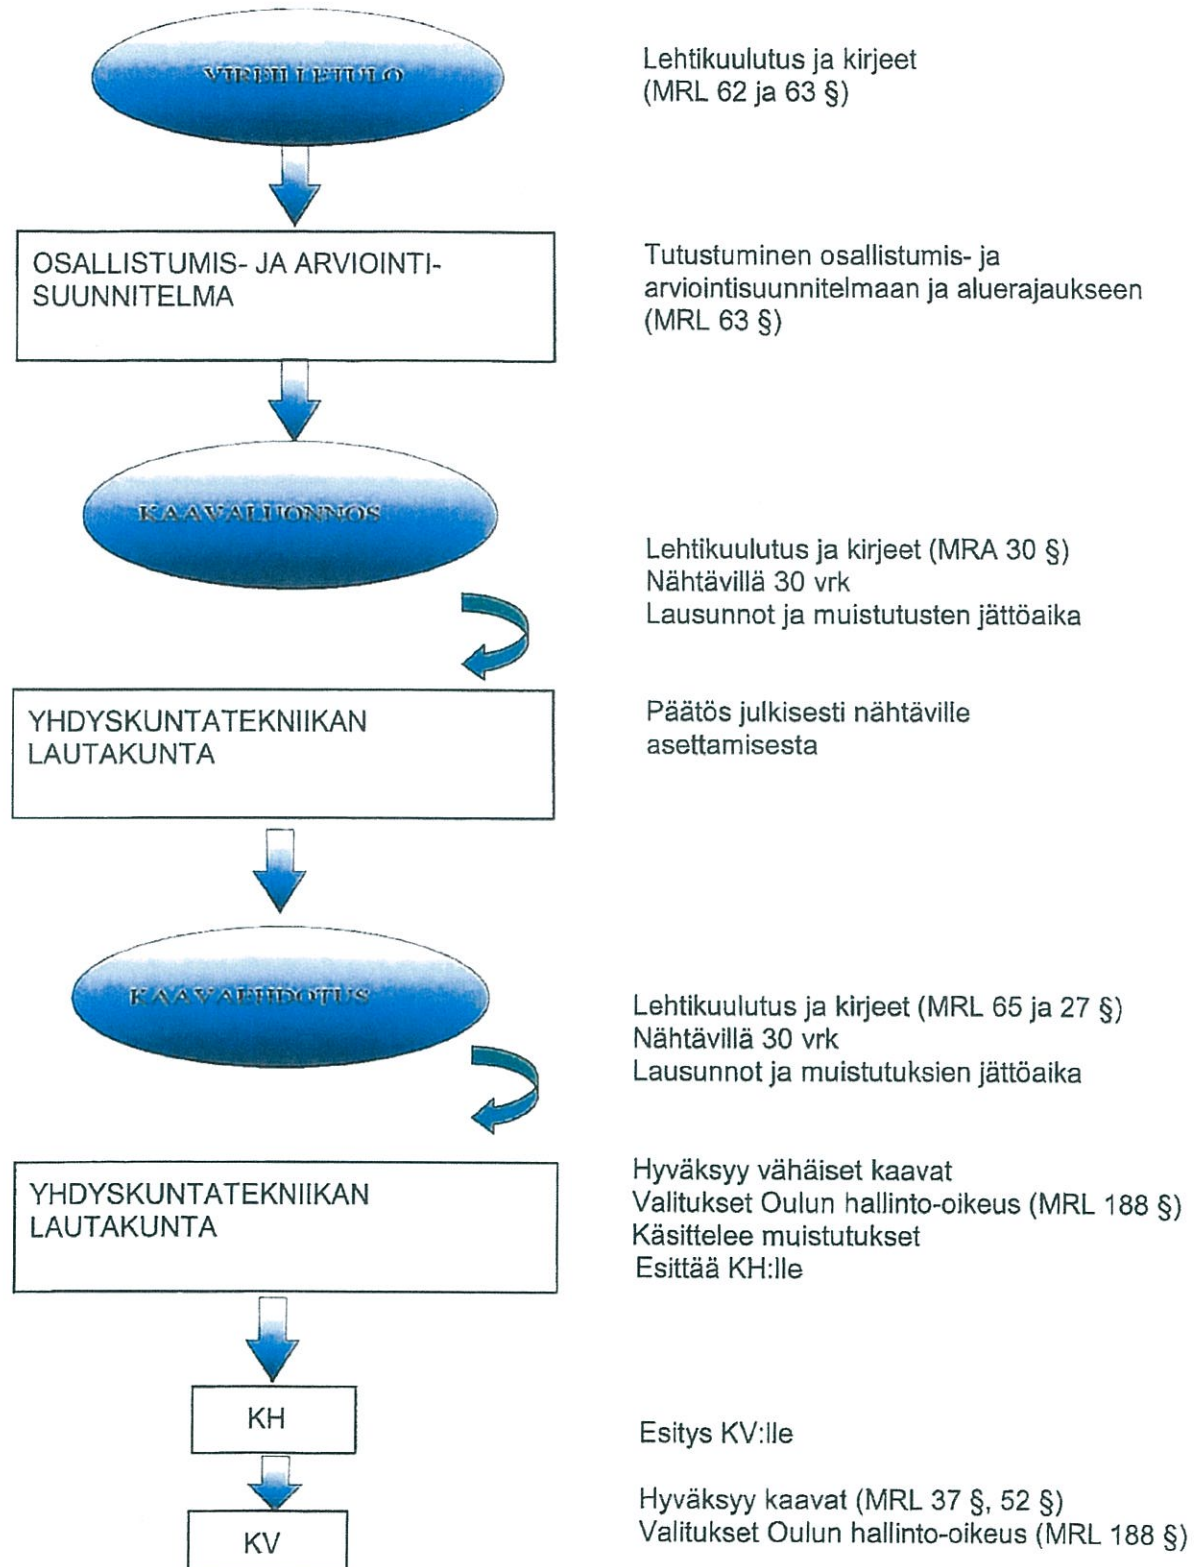 VIREILLETULO
Lehtikuulutus ja kirjeet
(MRL 62 ja 63 §)
OSALLISTUMIS- JA ARVIOINTI-
SUUNNITELMA
Tutustuminen osallistumis- ja
arviointisuunnitelmaan ja aluerajaukseen
(MRL 63 §)
KAAVALUONNOS
Lehtikuulutus ja kirjeet (MRA 30 §)
Nähtävillä 30 vrk
Lausunnot ja muistutusten jättöaika
YHDYSKUNTATEKNIIKAN
LAUTAKUNTA
Päätös julkisesti nähtäville
asettamisesta
KAAVAEHDOTUS
Lehtikuulutus ja kirjeet (MRL 65 ja 27 §)
Nähtävillä 30 vrk
Lausunnot ja muistutuksien jättöaika
YHDYSKUNTATEKNIIKAN
LAUTAKUNTA
Hyväksyy vähäiset kaavat
Valitukset Oulun hallinto-oikeus (MRL 188 §)
Käsittelee muistutukset
Esittää KH:lle
KH
Esitys KV:lle
KV
Hyväksyy kaavat (MRL 37 §, 52 §)
Valitukset Oulun hallinto-oikeus (MRL 188 §)